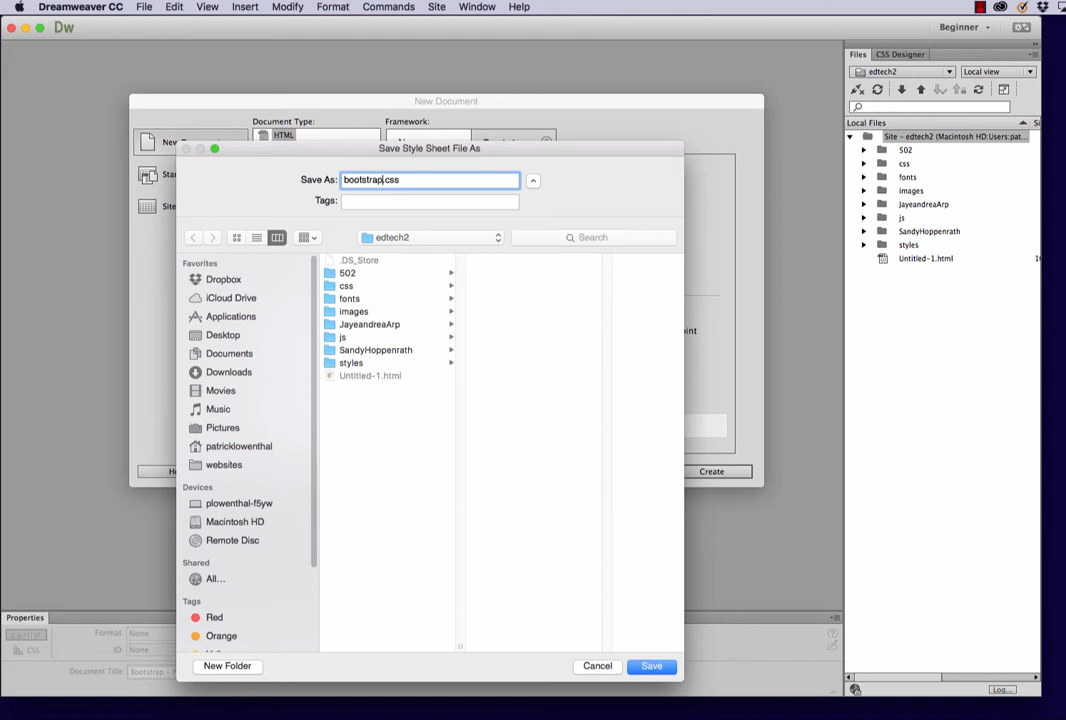 Dreamweaver CC File Edit View Insert Modify Format Commands Site Window Help
Dw
Beginner
Files CSS Designer
edtech2 Local view
Local Files
Site - edtech2 (Macintosh HD:Users:pat...
502
css
fonts
images
JayeandreaArp
js
SandyHoppenrath
styles
Untitled-1.html
New Document
Document Type: Framework:
HTML
Save Style Sheet File As
Save As: bootstrap.css
Tags:
edtech2 Search
Favorites
Dropbox
iCloud Drive
Applications
Desktop
Documents
Downloads
Movies
Music
Pictures
patricklowenthal
websites
Devices
plowenthal-f5yw
Macintosh HD
Remote Disc
Shared
All...
Tags
Red
Orange
.DS_Store
502
css
fonts
images
JayeandreaArp
js
SandyHoppenrath
styles
Untitled-1.html
New Folder Cancel Save
Create
Properties
Format None
CSS ID None
Document Title
Log...